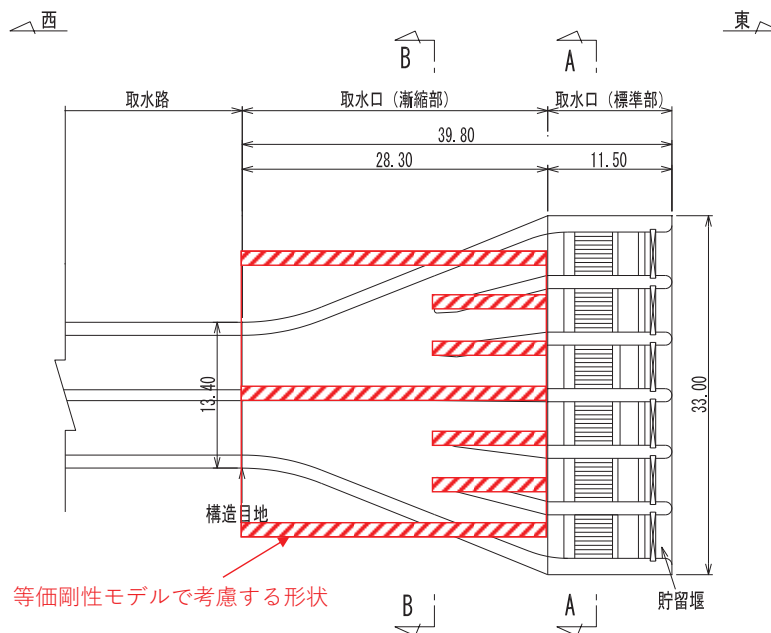 西
東
B
A
取水路
取水口（漸縮部）
取水口（標準部）
39.80
28.30
11.50
13.40
33.00
構造目地
等価剛性モデルで考慮する形状
貯留堰
B
A